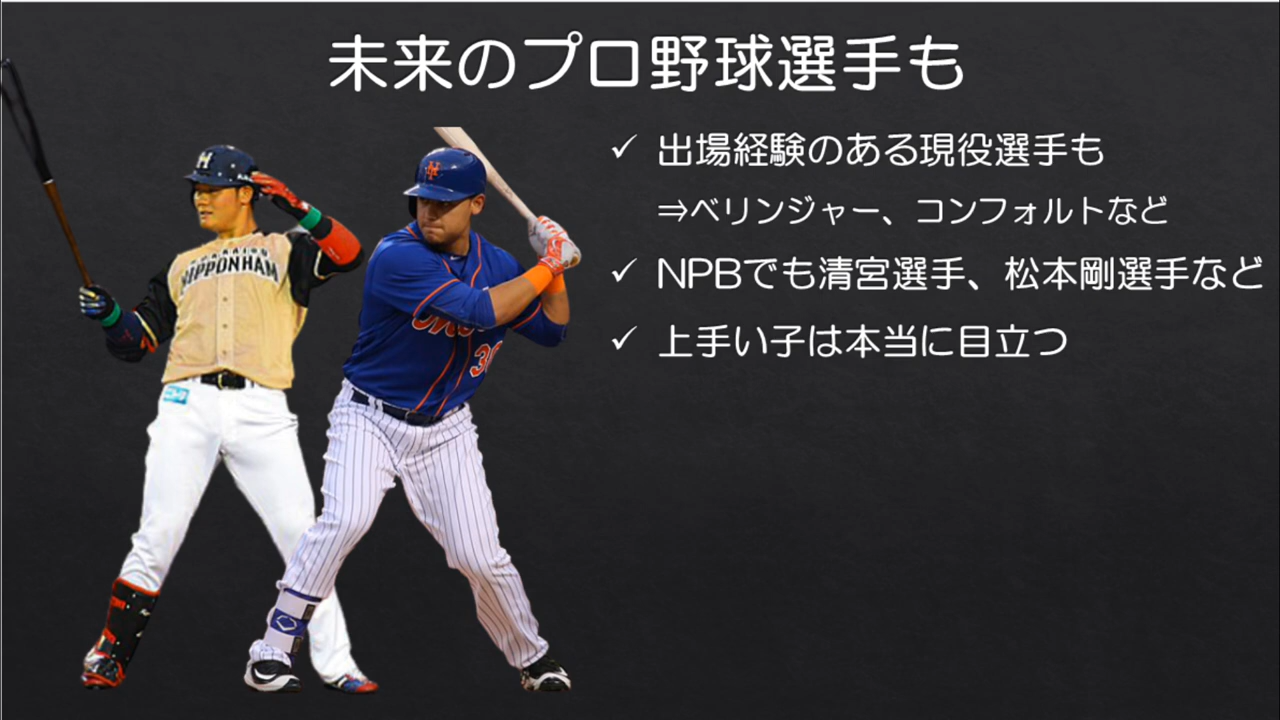 未来のプロ野球選手も
✓ 出場経験のある現役選手も
⇒ベリンジャー、コンフォルトなど
✓ NPBでも清宮選手、松本剛選手など
✓ 上手い子は本当に目立つ
H
HOKKAIDO
NIPPONHAM
NY